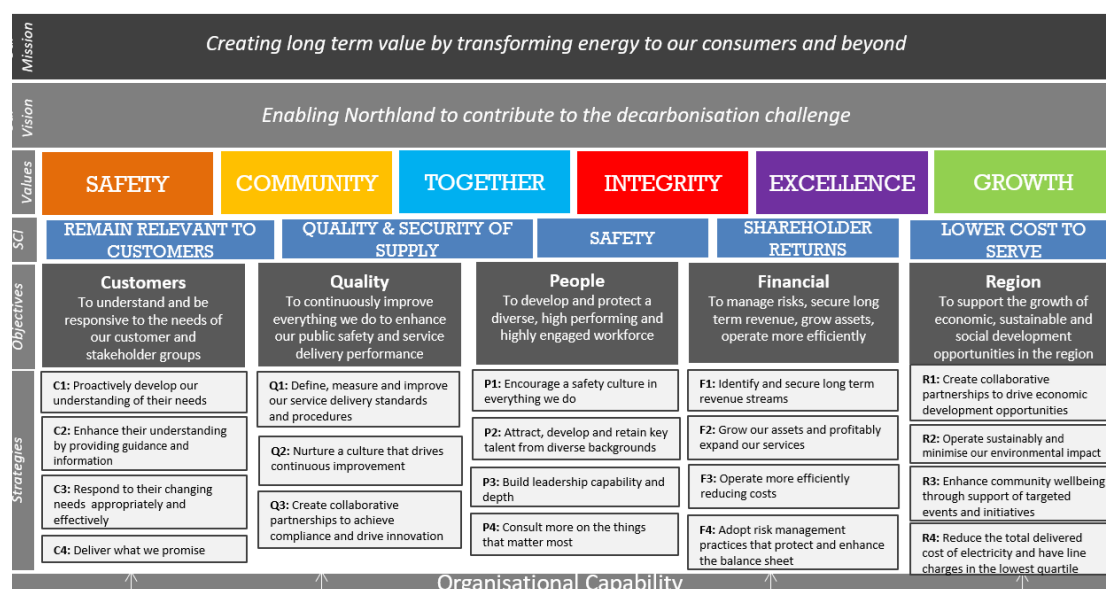 Mission
Creating long term value by transforming energy to our consumers and beyond
Vision
Enabling Northland to contribute to the decarbonisation challenge
Values
SAFETY
COMMUNITY
TOGETHER
INTEGRITY
EXCELLENCE
GROWTH
SCI
REMAIN RELEVANT TO
CUSTOMERS
QUALITY & SECURITY OF
SUPPLY
SAFETY
SHAREHOLDER
RETURNS
LOWER COST TO
SERVE
Objectives
Customers
To understand and be
responsive to the needs of
our customer and
stakeholder groups
Quality
To continuously improve
everything we do to enhance
our public safety and service
delivery performance
People
To develop and protect a
diverse, high performing and
highly engaged workforce
Financial
To manage risks, secure long
term revenue, grow assets,
operate more efficiently
Region
To support the growth of
economic, sustainable and
social development
opportunities in the region
Strategies
C1: Proactively develop our
understanding of their needs
C2: Enhance their understanding
by providing guidance and
information
C3: Respond to their changing
needs appropriately and
effectively
C4: Deliver what we promise
Q1: Define, measure and improve
our service delivery standards
and procedures
Q2: Nurture a culture that drives
continuous improvement
Q3: Create collaborative
partnerships to achieve
compliance and drive innovation
P1: Encourage a safety culture in
everything we do
P2: Attract, develop and retain key
talent from diverse backgrounds
P3: Build leadership capability and
depth
P4: Consult more on the things
that matter most
F1: Identify and secure long term
revenue streams
F2: Grow our assets and profitably
expand our services
F3: Operate more efficiently
reducing costs
F4: Adopt risk management
practices that protect and enhance
the balance sheet
R1: Create collaborative
partnerships to drive economic
development opportunities
R2: Operate sustainably and
minimise our environmental impact
R3: Enhance community wellbeing
through support of targeted
events and initiatives
R4: Reduce the total delivered
cost of electricity and have line
charges in the lowest quartile
Organisational Capability